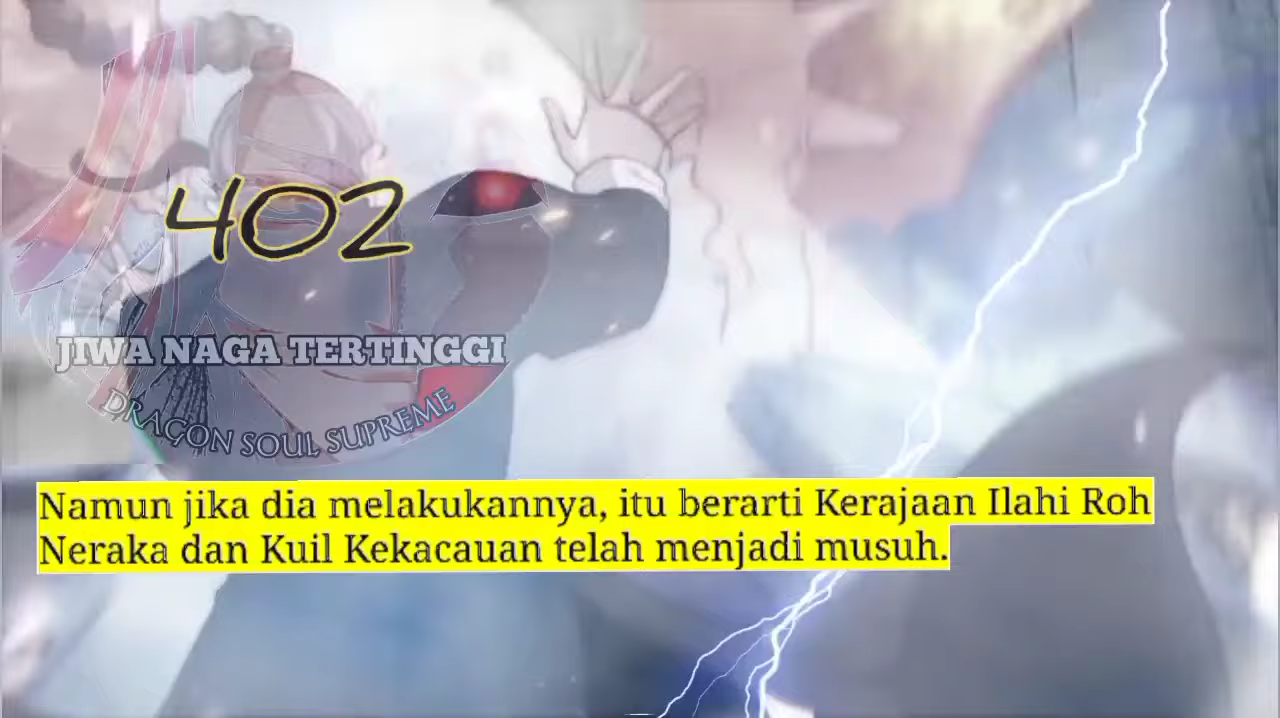 402
JIWA NAGA TERTINGGI
DRAGON SOUL SUPREME
Namun jika dia melakukannya, itu berarti Kerajaan Ilahi Roh
Neraka dan Kuil Kekacauan telah menjadi musuh.